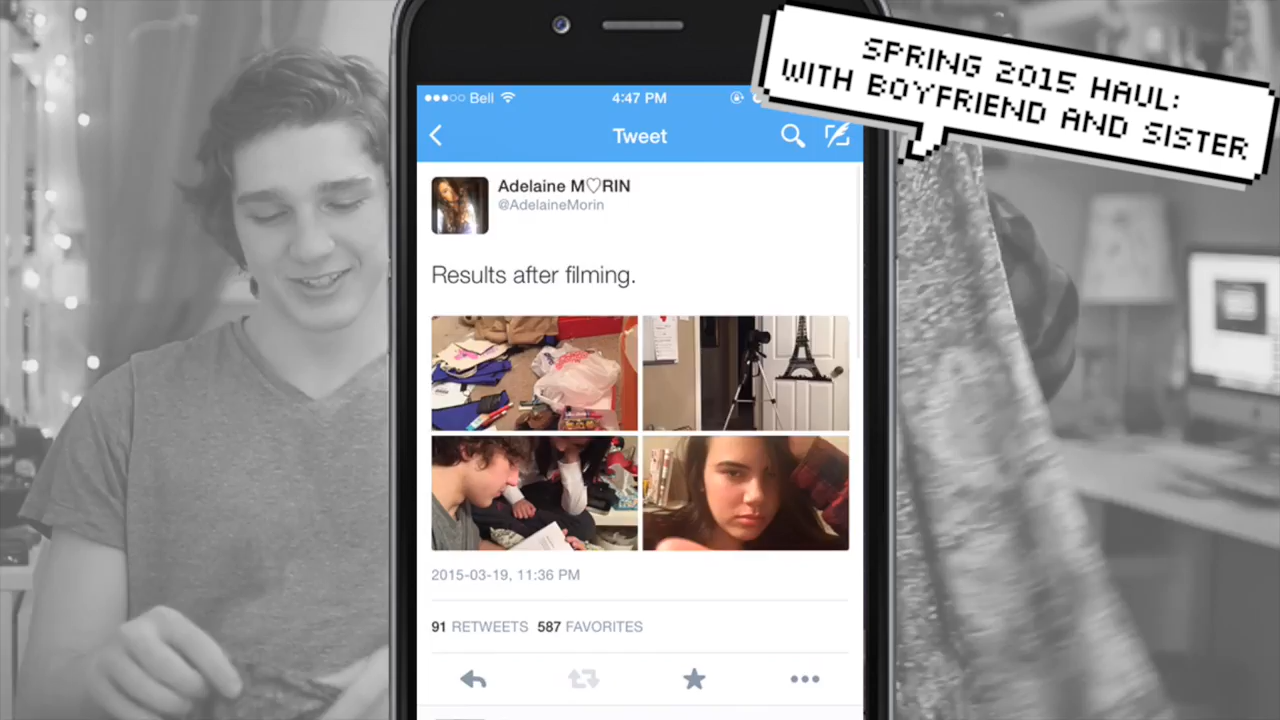 SPRING 2015 HAUL:
WITH BOYFRIEND AND SISTER
Bell 4:47 PM
Tweet
Adelaine M♡RIN
@AdelaineMorin
Results after filming.
2015-03-19, 11:36 PM
91 RETWEETS 587 FAVORITES